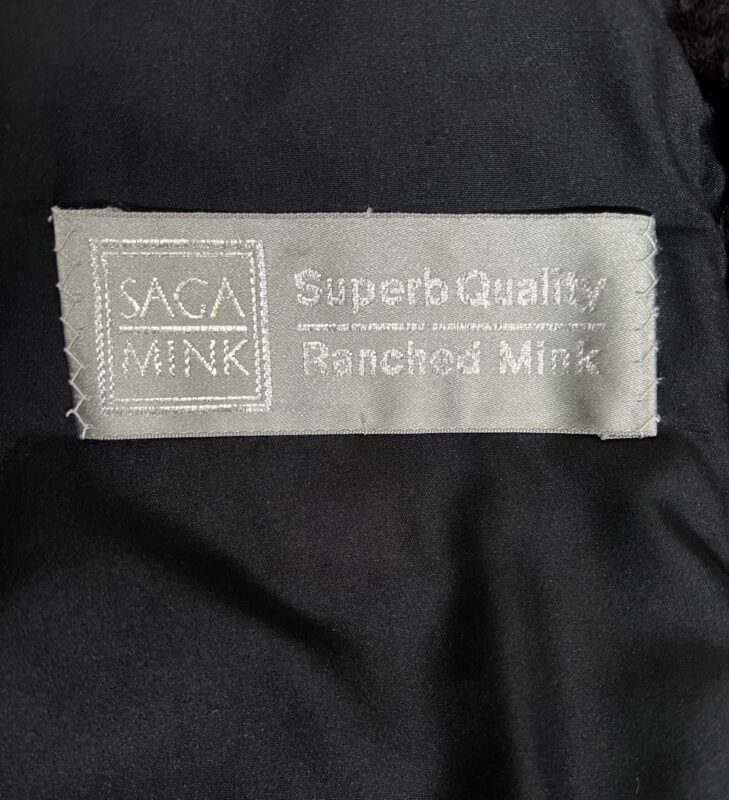 SAGA
MINK
Superb Quality
Ranched Mink